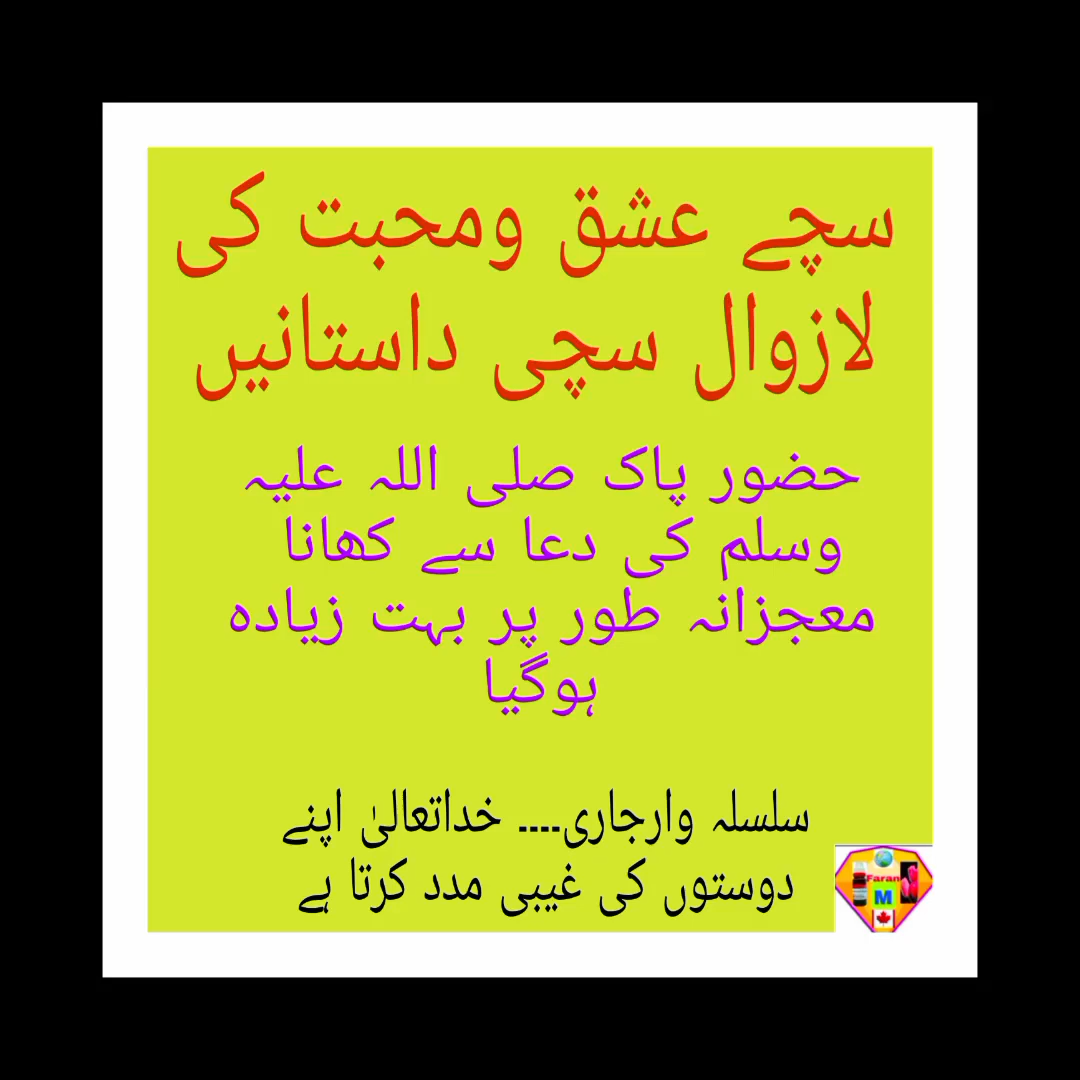 سچے عشق ومحبت کی
لازوال سچی داستانیں
حضور پاک صلی اللہ علیہ
وسلم کی دعا سے کھانا
معجزانہ طور پر بہت زیادہ
ہوگیا
سلسلہ وارجاری.... خداتعالیٰ اپنے
دوستوں کی غیبی مدد کرتا ہے
Faran
M